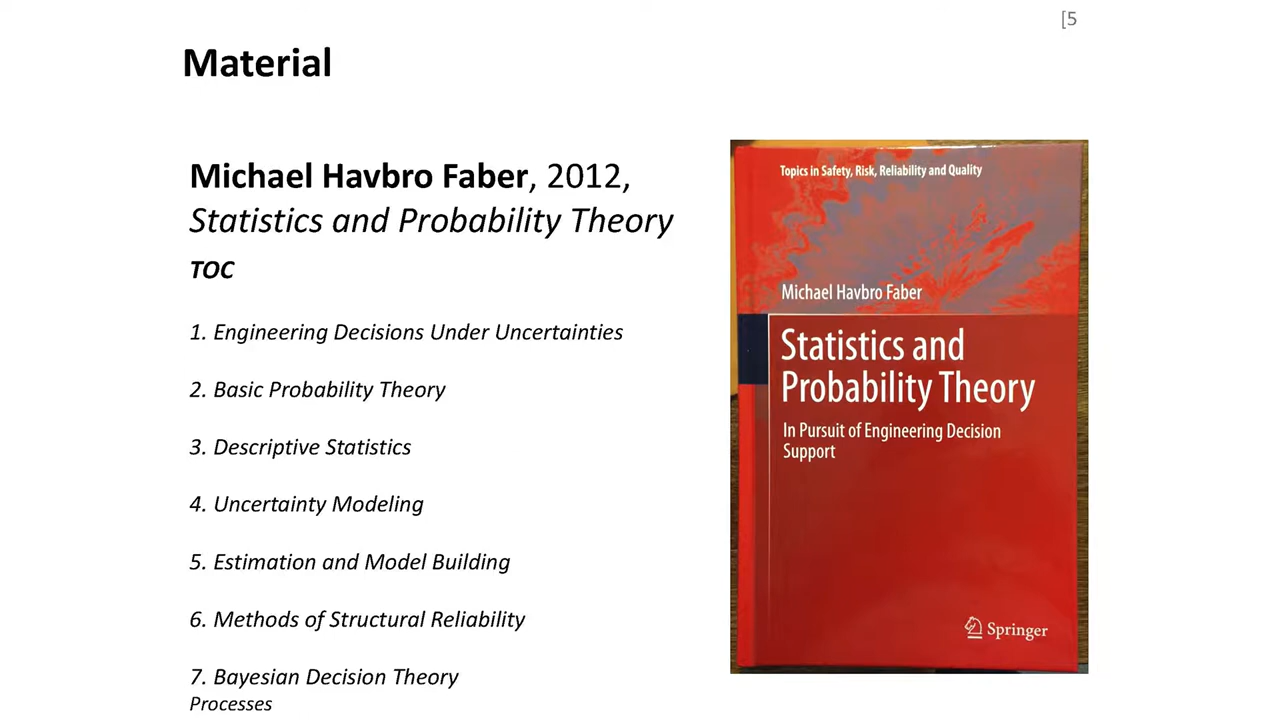 [5
Material
Michael Havbro Faber, 2012,
Statistics and Probability Theory
TOC
1. Engineering Decisions Under Uncertainties
2. Basic Probability Theory
3. Descriptive Statistics
4. Uncertainty Modeling
5. Estimation and Model Building
6. Methods of Structural Reliability
7. Bayesian Decision Theory
Processes
Topics in Safety, Risk, Reliability and Quality
Michael Havbro Faber
Statistics and
Probability Theory
In Pursuit of Engineering Decision
Support
Springer